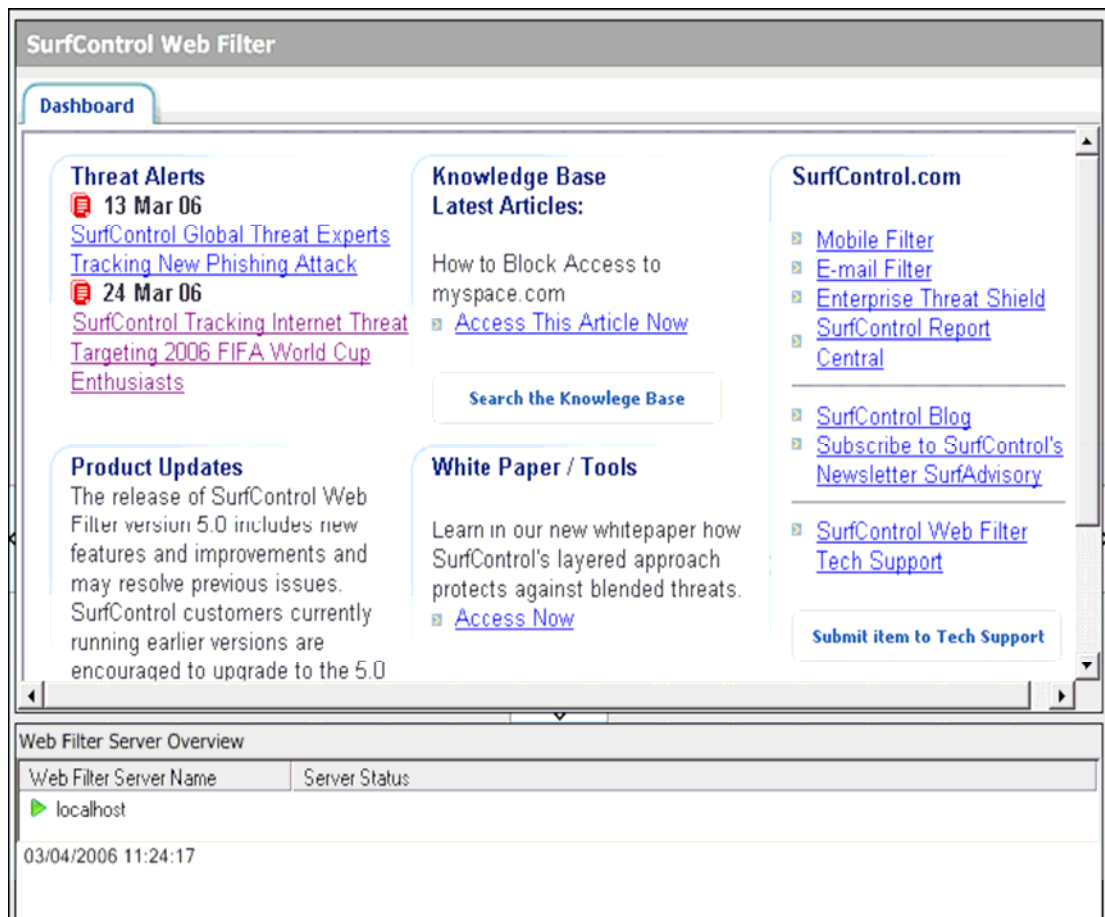 SurfControl Web Filter
Dashboard
Threat Alerts
13 Mar 06
SurfControl Global Threat Experts
Tracking New Phishing Attack
24 Mar 06
SurfControl Tracking Internet Threat
Targeting 2006 FIFA World Cup
Enthusiasts
Knowledge Base
Latest Articles:
How to Block Access to
myspace.com
Access This Article Now
Search the Knowlege Base
SurfControl.com
Mobile Filter
E-mail Filter
Enterprise Threat Shield
SurfControl Report
Central
SurfControl Blog
Subscribe to SurfControl's
Newsletter SurfAdvisory
SurfControl Web Filter
Tech Support
Submit item to Tech Support
Product Updates
The release of SurfControl Web
Filter version 5.0 includes new
features and improvements and
may resolve previous issues.
SurfControl customers currently
running earlier versions are
encouraged to upgrade to the 5.0
White Paper / Tools
Learn in our new whitepaper how
SurfControl's layered approach
protects against blended threats.
Access Now
Web Filter Server Overview
Web Filter Server Name
Server Status
localhost
03/04/2006 11:24:17